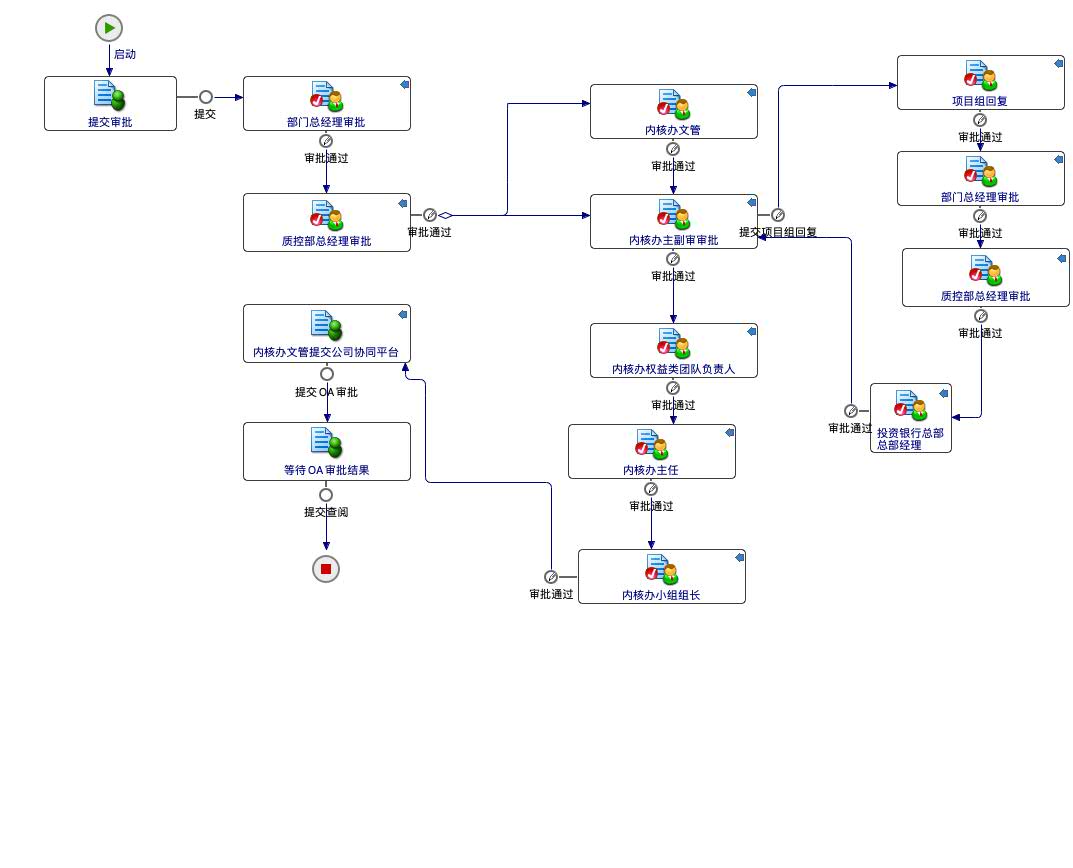 启动
提交审批
提交
部门总经理审批
审批通过
质控部总经理审批
审批通过
内核办文管
审批通过
内核办主副审审批
提交项目组回复
审批通过
项目组回复
审批通过
部门总经理审批
审批通过
质控部总经理审批
审批通过
投资银行总部
总部经理
审批通过
内核办权益类团队负责人
审批通过
内核办主任
审批通过
内核办小组组长
审批通过
内核办文管提交公司协同平台
提交OA审批
等待OA审批结果
提交查阅